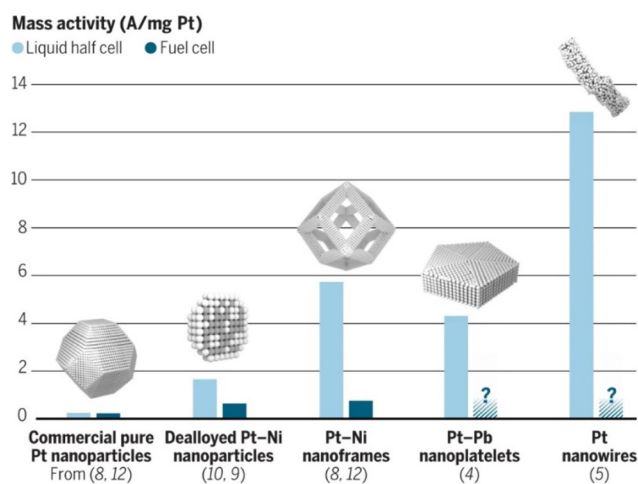 Mass activity (A/mg Pt)
Liquid half cell Fuel cell
14
12
10
8
6
4
2
0
? ?
Commercial pure Dealloyed Pt–Ni Pt–Ni Pt–Pb Pt
Pt nanoparticles nanoparticles nanoframes nanoplatelets nanowires
From (8, 12) (10, 9) (8, 12) (4) (5)